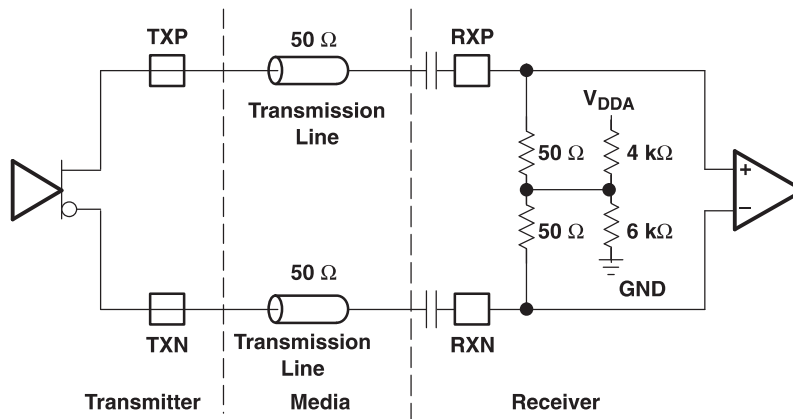 TXP
50 Ω
RXP
Transmission
Line
VDDA
50 Ω
4 kΩ
+
50 Ω
6 kΩ
−
GND
50 Ω
TXN
Transmission
Line
RXN
Transmitter
Media
Receiver